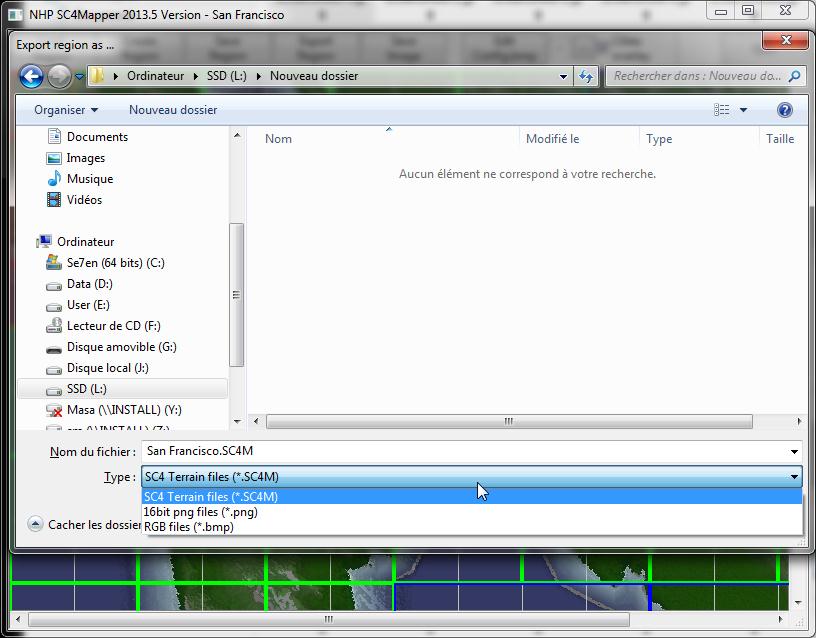 NHP SC4Mapper 2013.5 Version - San Francisco
Export region as ...
Ordinateur SSD (L:) Nouveau dossier
Rechercher dans : Nouveau do...
Organiser Nouveau dossier
Documents
Images
Musique
Vidéos
Ordinateur
Se7en (64 bits) (C:)
Data (D:)
User (E:)
Lecteur de CD (F:)
Disque amovible (G:)
Disque local (J:)
SSD (L:)
Masa (\\INSTALL) (Y:)
Nom Modifié le Type Taille
Aucun élément ne correspond à votre recherche.
Nom du fichier : San Francisco.SC4M
Type : SC4 Terrain files (*.SC4M)
SC4 Terrain files (*.SC4M)
16bit png files (*.png)
RGB files (*.bmp)
Cacher les dossier